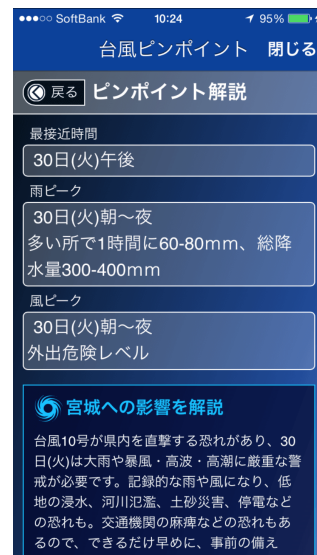 SoftBank 10:24 95%
台風ピンポイント 閉じる
戻る ピンポイント解説
最接近時間
30日(火)午後
雨ピーク
30日(火)朝〜夜
多い所で1時間に60-80mm、総降
水量300-400mm
風ピーク
30日(火)朝〜夜
外出危険レベル
宮城への影響を解説
台風10号が県内を直撃する恐れがあり、30
日(火)は大雨や暴風・高波・高潮に厳重な警
戒が必要です。記録的な雨や風になり、低
地の浸水、河川氾濫、土砂災害、停電など
の恐れも。交通機関の麻痺などの恐れもあ
るので、できるだけ早めに、事前の備え